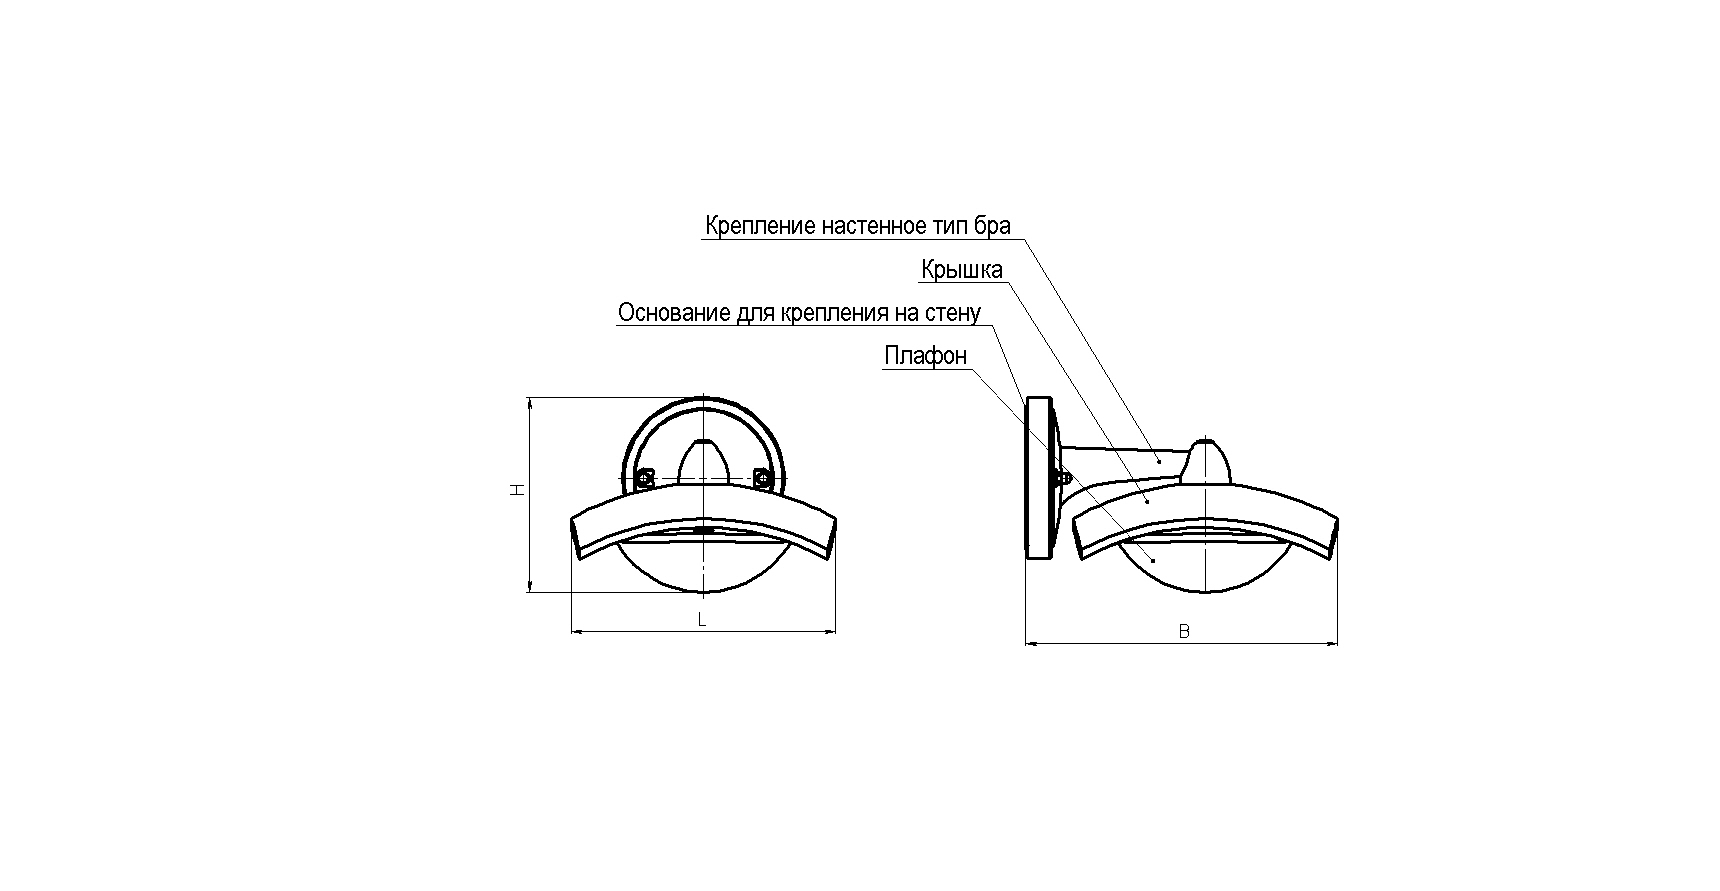 Крепление настенное тип бра
Крышка
Основание для крепления на стену
Плафон
H
L
B